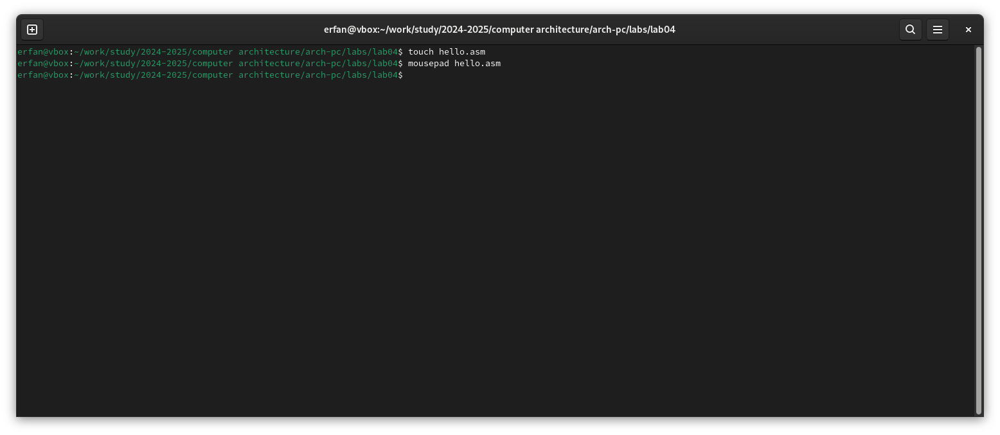 erfan@vbox:~/work/study/2024-2025/computer architecture/arch-pc/labs/lab04
erfan@vbox:~/work/study/2024-2025/computer architecture/arch-pc/labs/lab04$ touch hello.asm
erfan@vbox:~/work/study/2024-2025/computer architecture/arch-pc/labs/lab04$ mousepad hello.asm
erfan@vbox:~/work/study/2024-2025/computer architecture/arch-pc/labs/lab04$